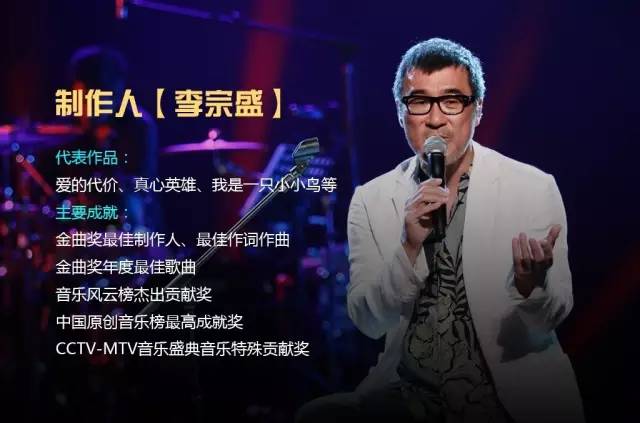 制作人【李宗盛】
代表作品：
爱的代价、真心英雄、我是一只小小鸟等
主要成就：
金曲奖最佳制作人、最佳作词作曲
金曲奖年度最佳歌曲
音乐风云榜杰出贡献奖
中国原创音乐榜最高成就奖
CCTV-MTV音乐盛典音乐特殊贡献奖